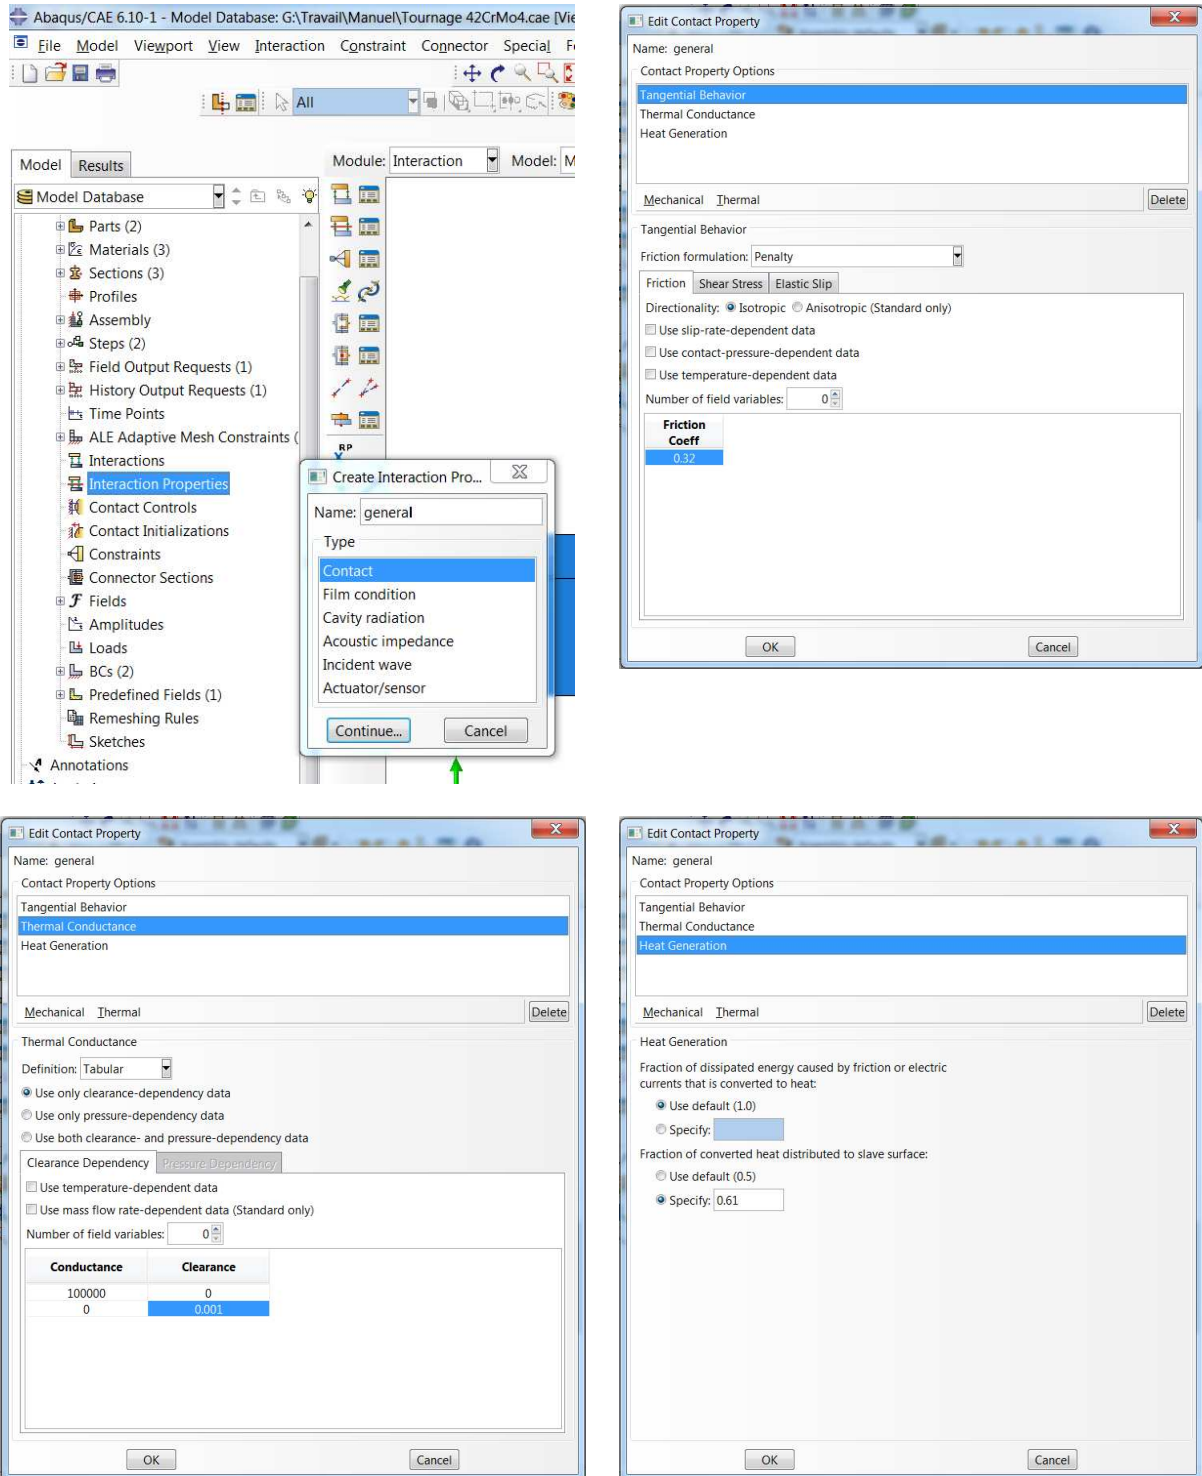 Abaqus/CAE 6.10-1 - Model Database: G:\Travail\Manuel\Tournage 42CrMo4.cae [Vie
File Model Viewport View Interaction Constraint Connector Special F
All
Model Results
Module: Interaction Model: M
Model Database
Parts (2)
Materials (3)
Sections (3)
Profiles
Assembly
Steps (2)
Field Output Requests (1)
History Output Requests (1)
Time Points
ALE Adaptive Mesh Constraints (
Interactions
Interaction Properties
Contact Controls
Contact Initializations
Constraints
Connector Sections
Fields
Amplitudes
Loads
BCs (2)
Predefined Fields (1)
Remeshing Rules
Sketches
Annotations
RP
Create Interaction Pro...
Name: general
Type
Contact
Film condition
Cavity radiation
Acoustic impedance
Incident wave
Actuator/sensor
Continue... Cancel
Edit Contact Property
Name: general
Contact Property Options
Tangential Behavior
Thermal Conductance
Heat Generation
Mechanical Thermal Delete
Tangential Behavior
Friction formulation: Penalty
Friction Shear Stress Elastic Slip
Directionality: Isotropic Anisotropic (Standard only)
Use slip-rate-dependent data
Use contact-pressure-dependent data
Use temperature-dependent data
Number of field variables: 0
Friction
Coeff
0.32
OK Cancel
Edit Contact Property
Name: general
Contact Property Options
Tangential Behavior
Thermal Conductance
Heat Generation
Mechanical Thermal Delete
Thermal Conductance
Definition: Tabular
Use only clearance-dependency data
Use only pressure-dependency data
Use both clearance- and pressure-dependency data
Clearance Dependency Pressure Dependency
Use temperature-dependent data
Use mass flow rate-dependent data (Standard only)
Number of field variables: 0
Conductance Clearance
100000 0
0 0.001
OK Cancel
Edit Contact Property
Name: general
Contact Property Options
Tangential Behavior
Thermal Conductance
Heat Generation
Mechanical Thermal Delete
Heat Generation
Fraction of dissipated energy caused by friction or electric
currents that is converted to heat:
Use default (1.0)
Specify:
Fraction of converted heat distributed to slave surface:
Use default (0.5)
Specify: 0.61
OK Cancel